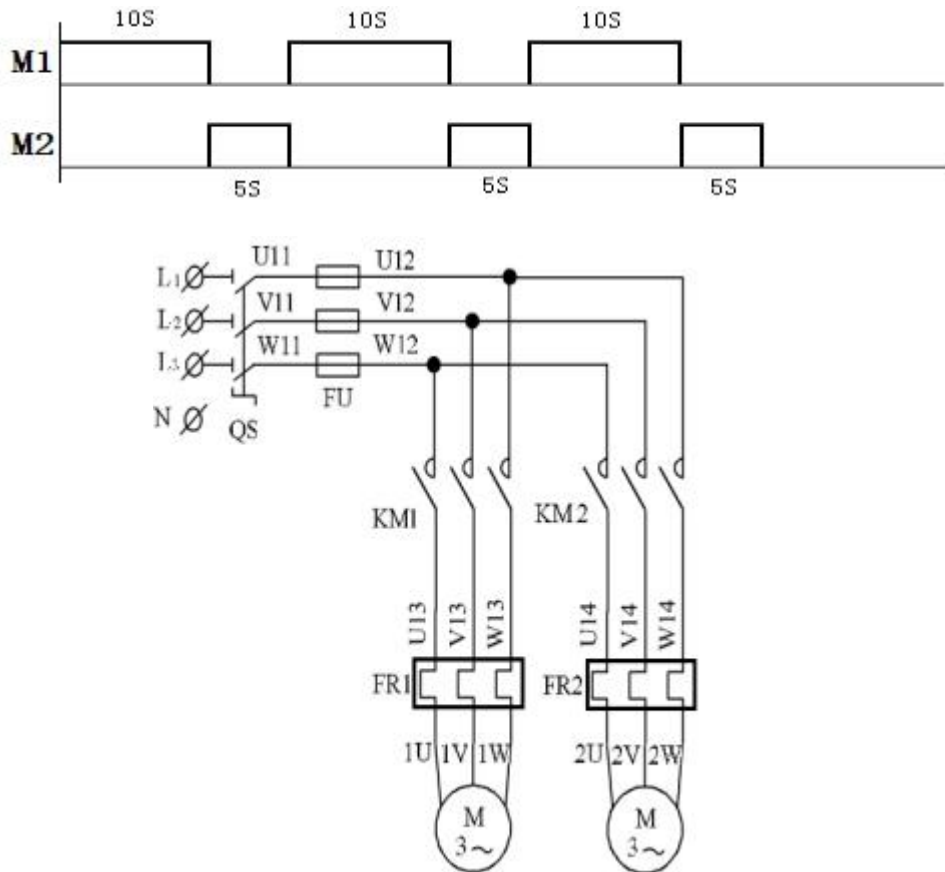 10S 10S 10S
M1
M2
5S 5S 5S
U11 U12
L1
V11 V12
L2
W11 W12
L3
FU
N QS
KM1 KM2
U13 V13 W13 U14 V14 W14
FR1 FR2
1U 1V 1W 2U 2V 2W
M M
3~ 3~